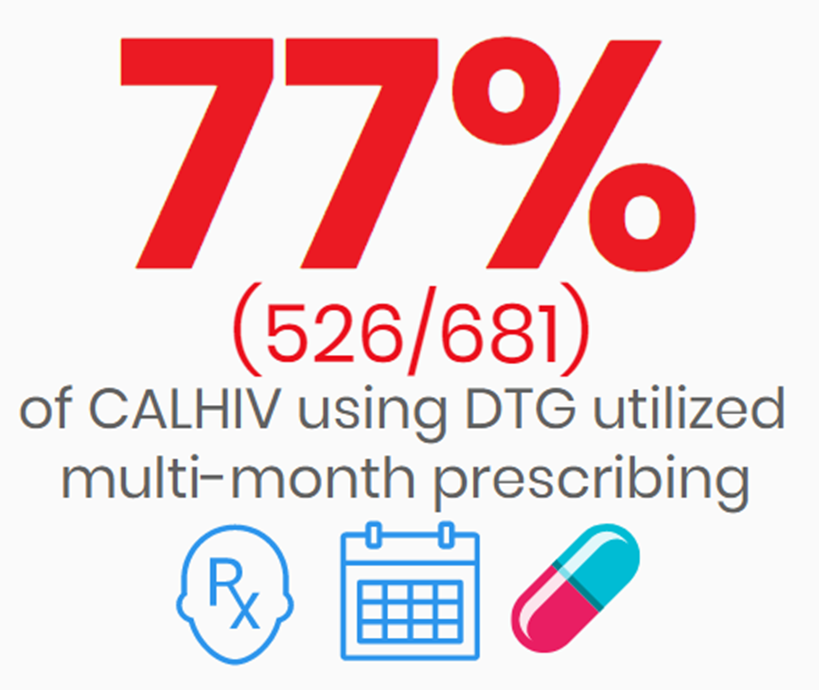 77%
(526/681)
of CALHIV using DTG utilized
multi-month prescribing
Rx